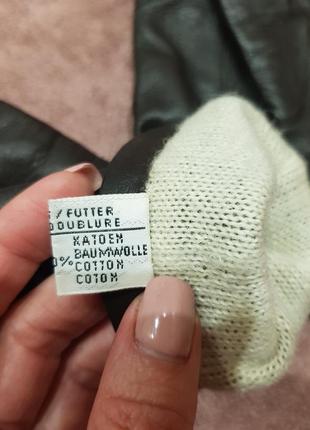 / FUTTER
DOUBLURE
KATOEN
BAUMWOLLE
0% COTTON
COTON